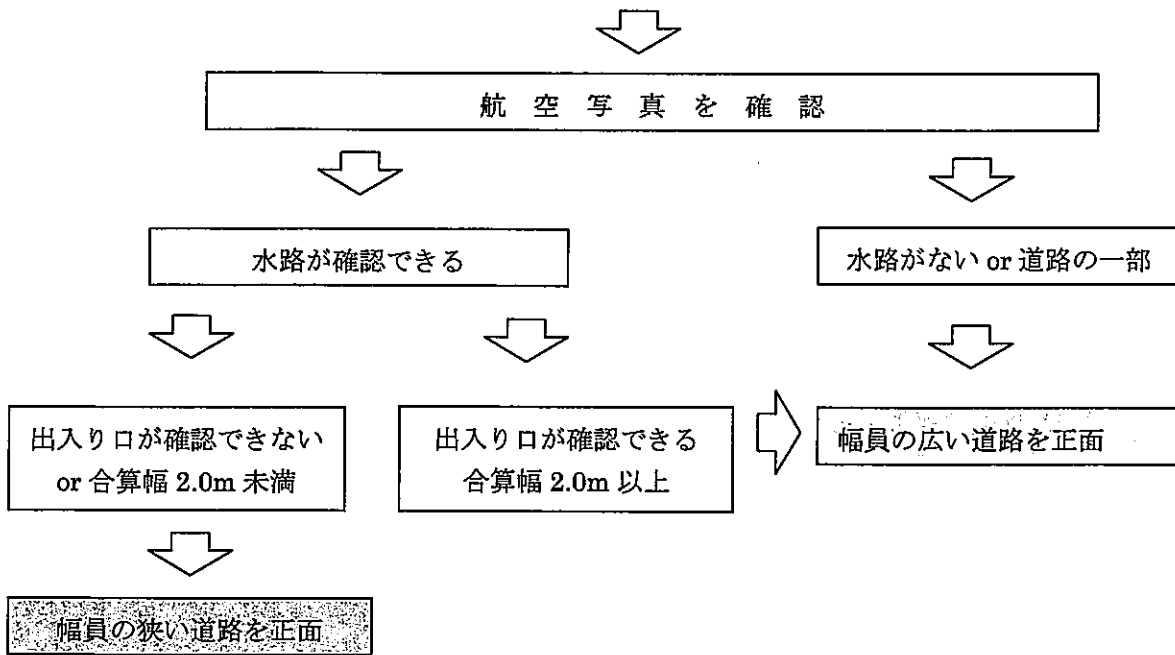 航空写真を確認
水路が確認できる
水路がない or 道路の一部
出入り口が確認できない
or 合算幅 2.0m 未満
出入り口が確認できる
合算幅 2.0m 以上
幅員の広い道路を正面
幅員の狭い道路を正面